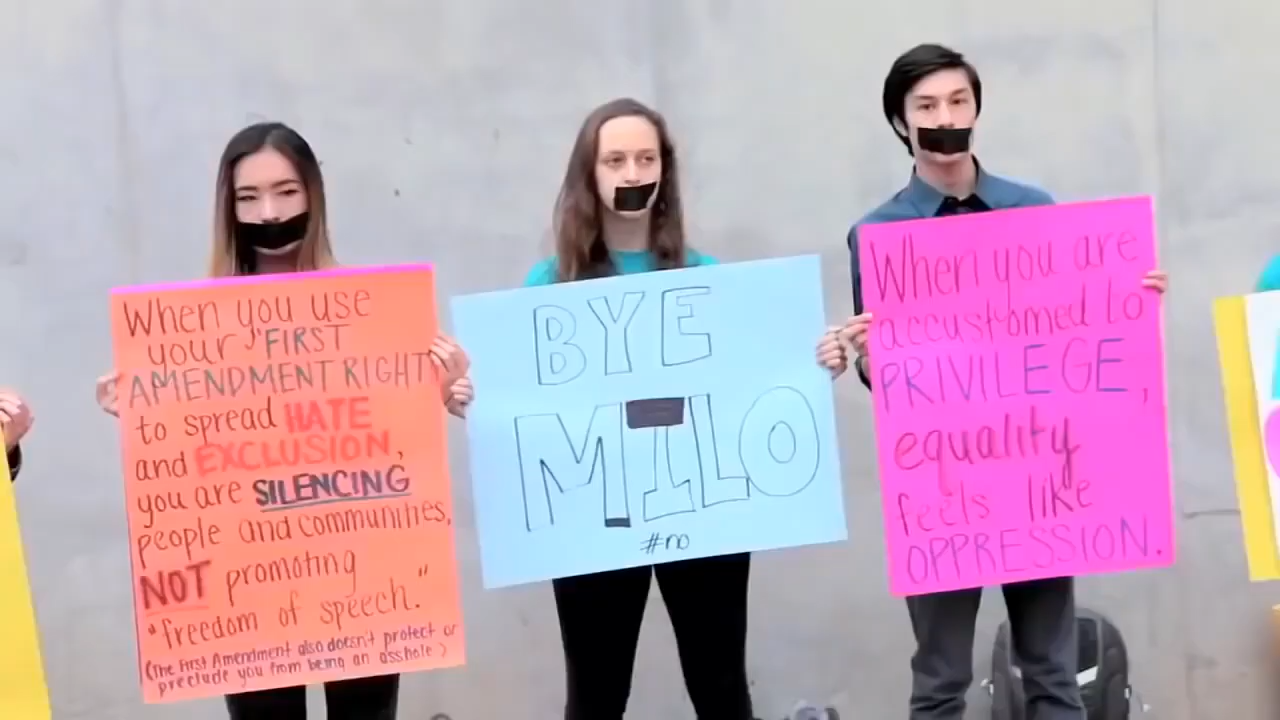 When you use
your "FIRST
AMENDMENT RIGHT
to spread HATE
and EXCLUSION,
you are SILENCING
people and communities,
NOT promoting
"freedom of speech."
(The First Amendment also doesn't protect or
preclude you from being an asshole)
BYE
MILO
#no
When you are
accustomed to
PRIVILEGE,
equality
feels like
OPPRESSION.